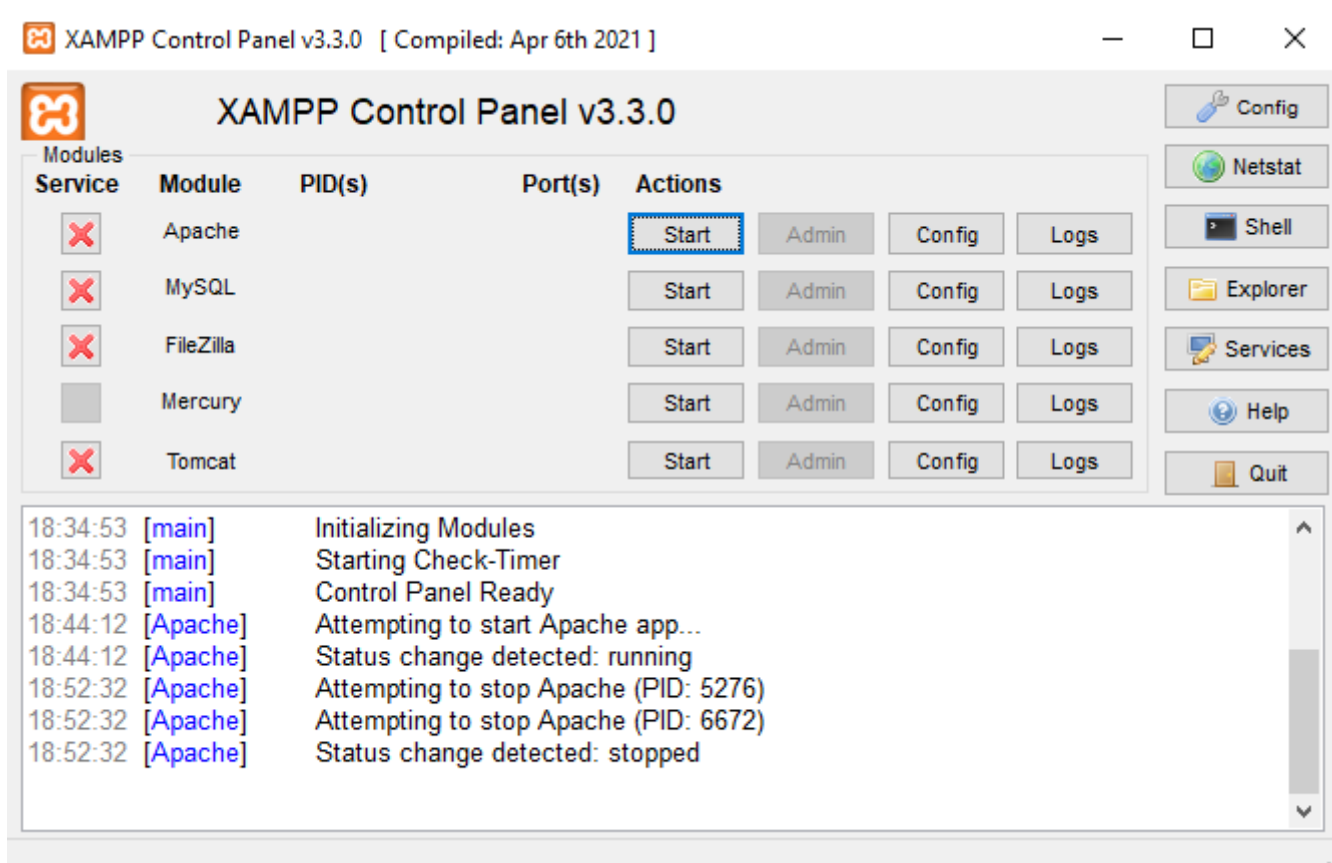 XAMPP Control Panel v3.3.0 [ Compiled: Apr 6th 2021 ]
XAMPP Control Panel v3.3.0
Config
Modules
Service Module PID(s) Port(s) Actions
Netstat
Apache Start Admin Config Logs
Shell
MySQL Start Admin Config Logs
Explorer
FileZilla Start Admin Config Logs
Services
Mercury Start Admin Config Logs
Help
Tomcat Start Admin Config Logs
Quit
18:34:53 [main] Initializing Modules
18:34:53 [main] Starting Check-Timer
18:34:53 [main] Control Panel Ready
18:44:12 [Apache] Attempting to start Apache app...
18:44:12 [Apache] Status change detected: running
18:52:32 [Apache] Attempting to stop Apache (PID: 5276)
18:52:32 [Apache] Attempting to stop Apache (PID: 6672)
18:52:32 [Apache] Status change detected: stopped